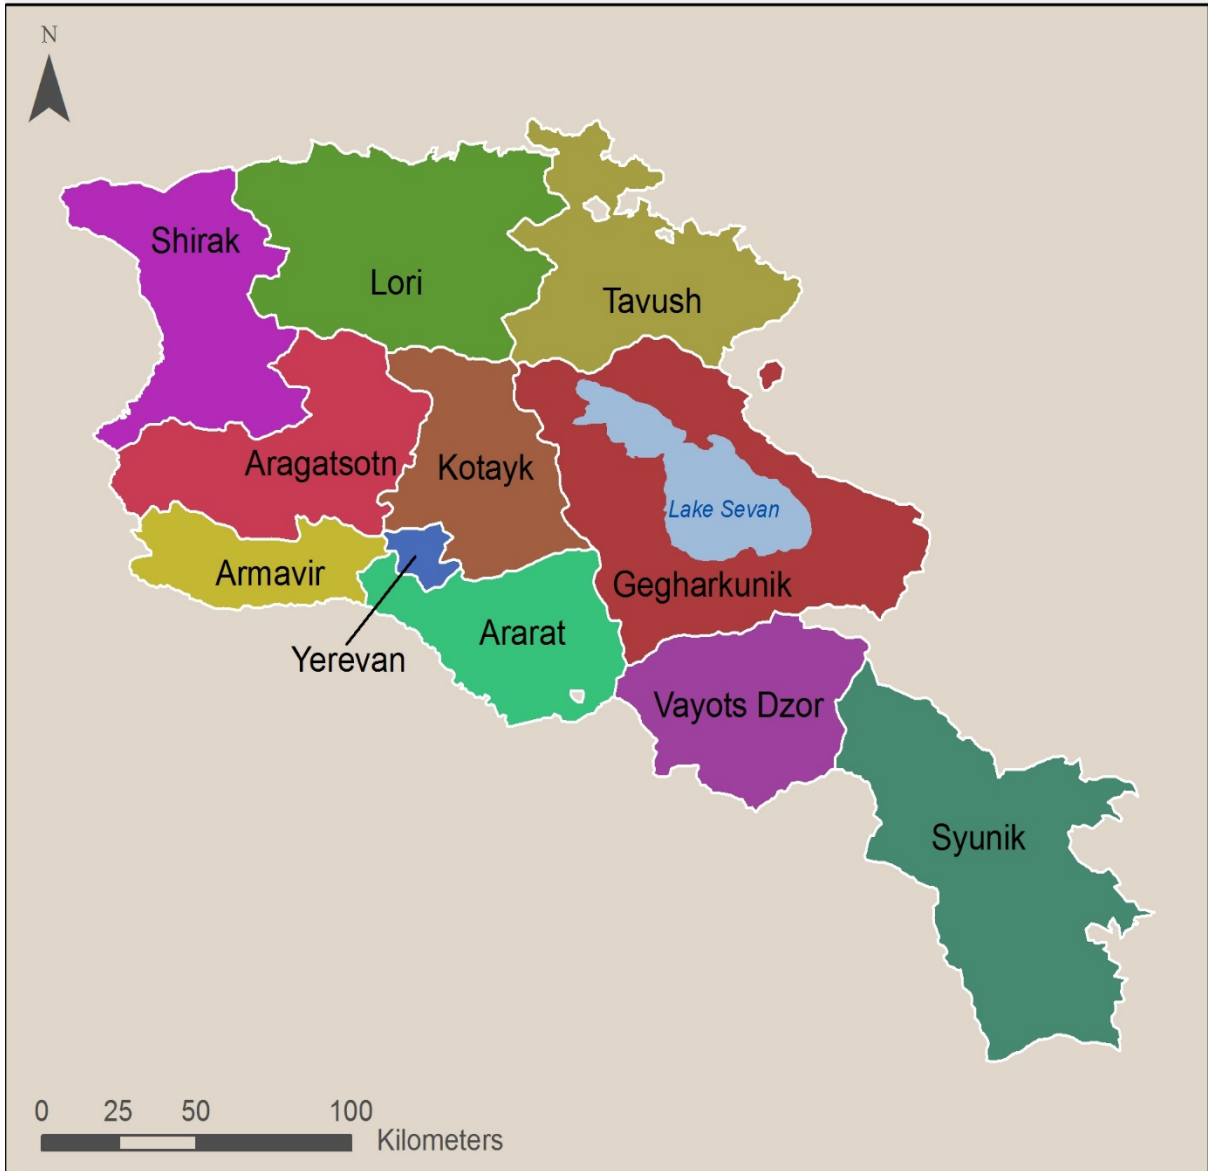 N
Shirak
Lori
Tavush
Aragatsotn
Kotayk
Lake Sevan
Armavir
Gegharkunik
Yerevan
Ararat
Vayots Dzor
Syunik
0 25 50 100
Kilometers